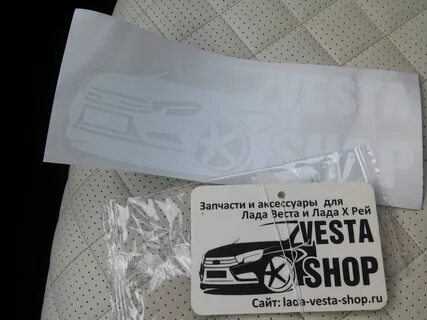 VESTA
SHOP
Запчасти и аксессуары для
Лада Веста и Лада Х Рей
VESTA
SHOP
Сайт: lada-vesta-shop.ru